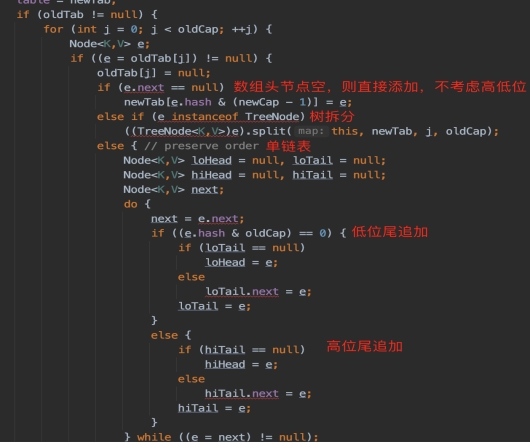 table = newTab;
if (oldTab != null) {
for (int j = 0; j < oldCap; ++j) {
Node<K,V> e;
if ((e = oldTab[j]) != null) {
oldTab[j] = null;
if (e.next == null) 数组头节点空，则直接添加，不考虑高低位
newTab[e.hash & (newCap - 1)] = e;
else if (e instanceof TreeNode) 树拆分
((TreeNode<K,V>)e).split( map: this, newTab, j, oldCap);
else { // preserve order 单链表
Node<K,V> loHead = null, loTail = null;
Node<K,V> hiHead = null, hiTail = null;
Node<K,V> next;
do {
next = e.next;
if ((e.hash & oldCap) == 0) { 低位尾追加
if (loTail == null)
loHead = e;
else
loTail.next = e;
loTail = e;
}
else {
if (hiTail == null) 高位尾追加
hiHead = e;
else
hiTail.next = e;
hiTail = e;
}
} while ((e = next) != null);